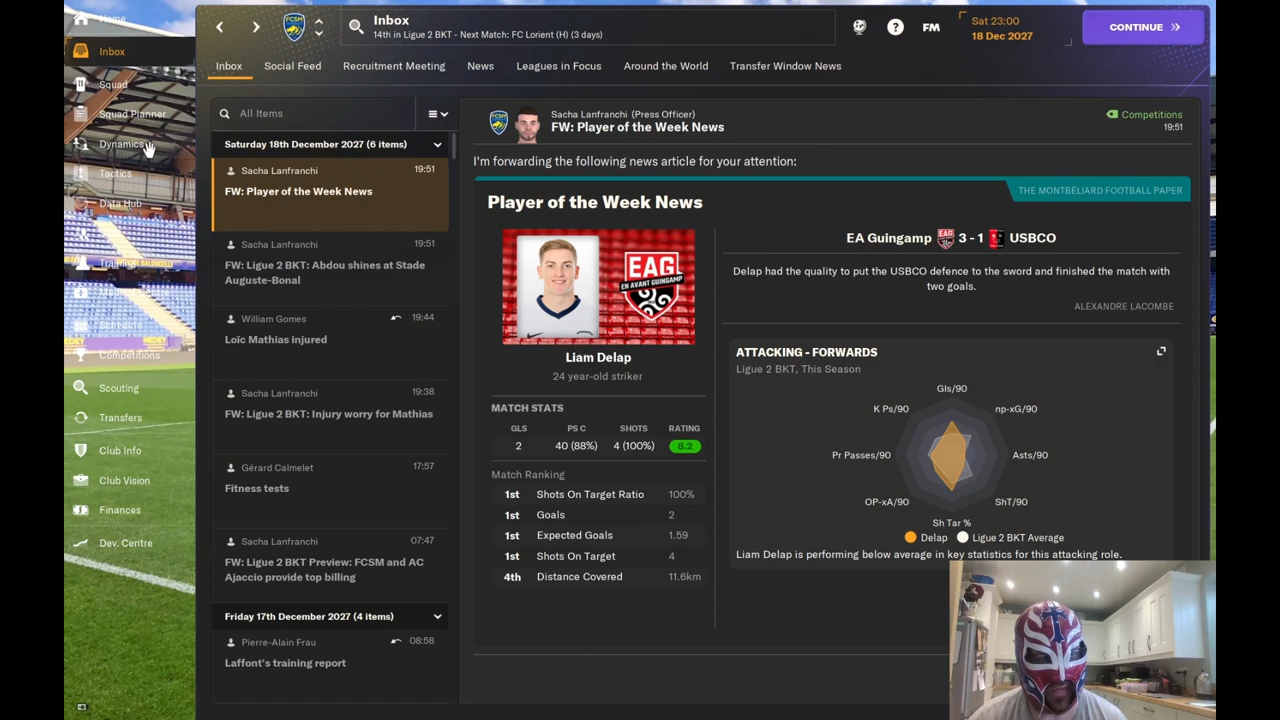 Home
Inbox
Squad
Squad Planner
Dynamics
Tactics
Data Hub
Schedule
Competitions
Scouting
Transfers
Club Info
Club Vision
Finances
Dev. Centre
FCSM
Inbox
14th in Ligue 2 BKT - Next Match: FC Lorient (H) (3 days)
?
FM
Sat 23:00
18 Dec 2027
CONTINUE
Inbox
Social Feed
Recruitment Meeting
News
Leagues in Focus
Around the World
Transfer Window News
All Items
Saturday 18th December 2027 (6 items)
Sacha Lanfranchi 19:51
FW: Player of the Week News
Sacha Lanfranchi 19:51
FW: Ligue 2 BKT: Abdou shines at Stade
Auguste-Bonal
William Gomes 19:44
Loïc Mathias injured
Sacha Lanfranchi 19:38
FW: Ligue 2 BKT: Injury worry for Mathias
Gérard Calmelet 17:57
Fitness tests
Sacha Lanfranchi 07:47
FW: Ligue 2 BKT Preview: FCSM and AC
Ajaccio provide top billing
Friday 17th December 2027 (4 items)
Pierre-Alain Frau 08:58
Laffont's training report
Sacha Lanfranchi (Press Officer)
FW: Player of the Week News
Competitions
19:51
I'm forwarding the following news article for your attention:
THE MONTBÉLIARD FOOTBALL PAPER
Player of the Week News
EAG
EN AVANT GUINGAMP
Liam Delap
24 year-old striker
MATCH STATS
GLS PS C SHOTS RATING
2 40 (88%) 4 (100%) 8.2
Match Ranking
1st Shots On Target Ratio 100%
1st Goals 2
1st Expected Goals 1.59
1st Shots On Target 4
4th Distance Covered 11.6km
EA Guingamp 3 - 1 USBCO
Delap had the quality to put the USBCO defence to the sword and finished the match with
two goals.
ALEXANDRE LACOMBE
ATTACKING - FORWARDS
Ligue 2 BKT, This Season
Gls/90
K Ps/90
np-xG/90
Pr Passes/90
Asts/90
OP-xA/90
ShT/90
Sh Tar %
Delap
Ligue 2 BKT Average
Liam Delap is performing below average in key statistics for this attacking role.